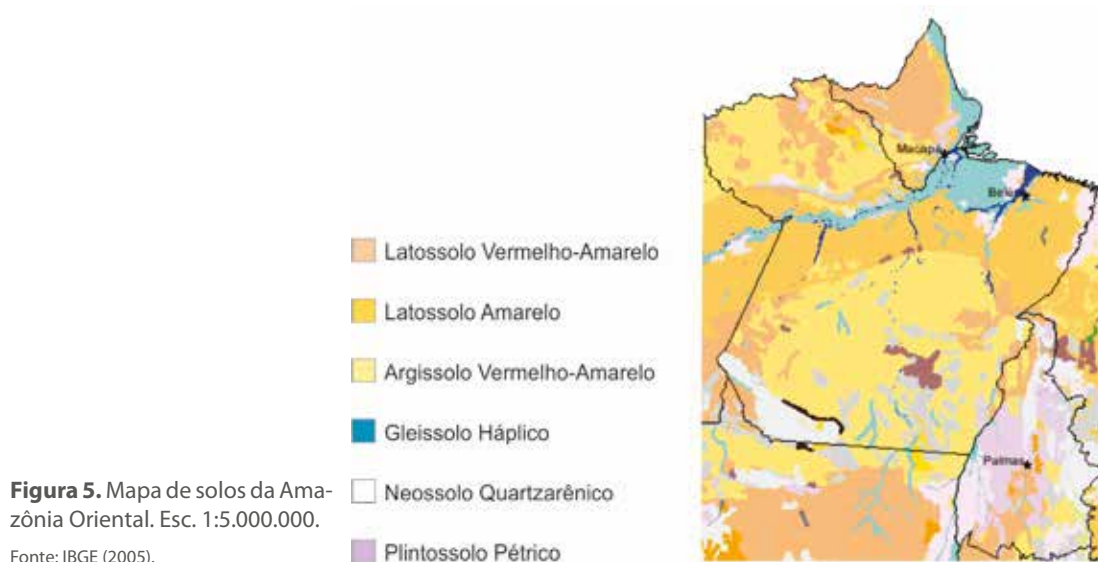 Latossolo Vermelho-Amarelo
Latossolo Amarelo
Argissolo Vermelho-Amarelo
Gleissolo Háplico
Neossolo Quartzarênico
Plintossolo Pétrico
Figura 5. Mapa de solos da Ama-
zônia Oriental. Esc. 1:5.000.000.
Fonte: IBGE (2005).
Macapá
Belém
Palmas